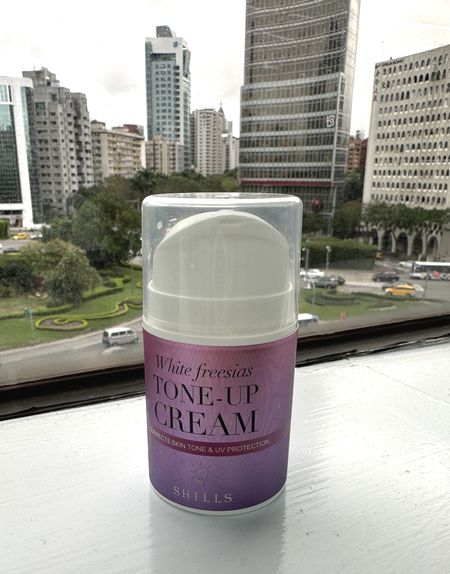 White freesias
TONE-UP
CREAM
CORRECTS SKIN TONE & UV PROTECTION
SHILLS